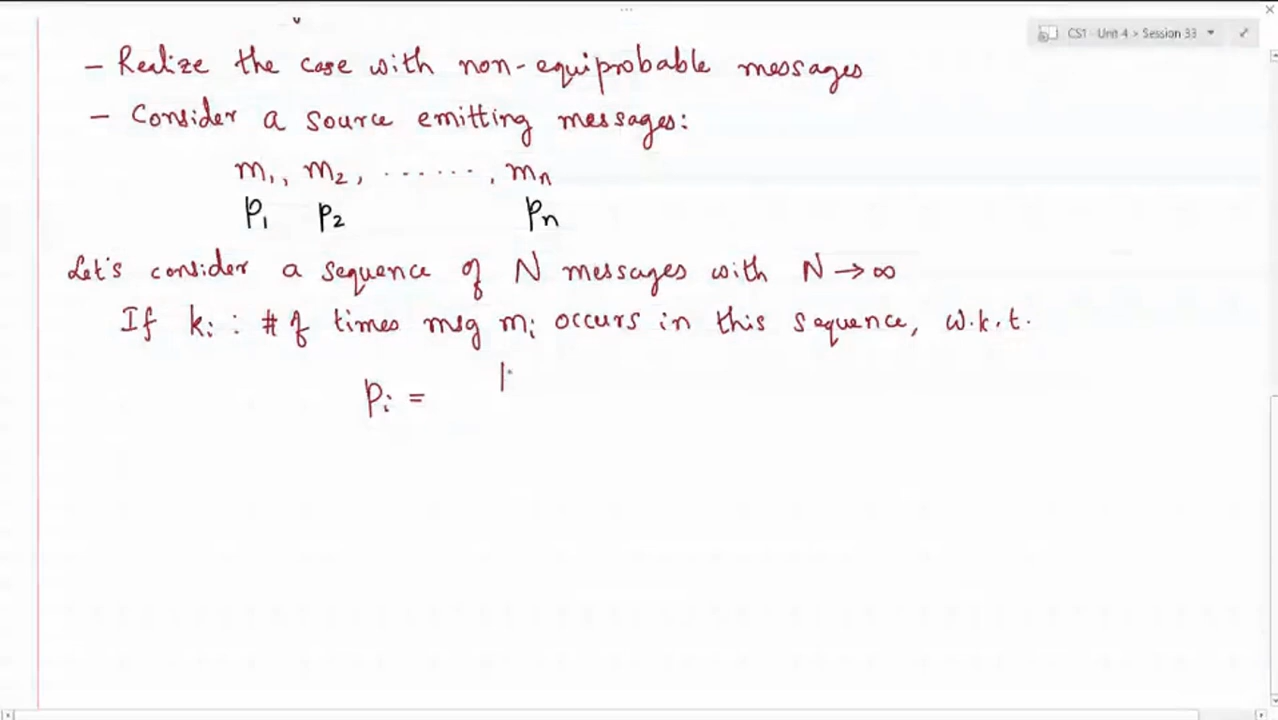 CS1 - Unit 4 > Session 33
- Realize the case with non-equiprobable messages
- Consider a source emitting messages:
m1, m2, ......., mn
p1 p2 pn
Let's consider a sequence of N messages with N → ∞
If ki : # of times msg mi occurs in this sequence, w.k.t.
pi =